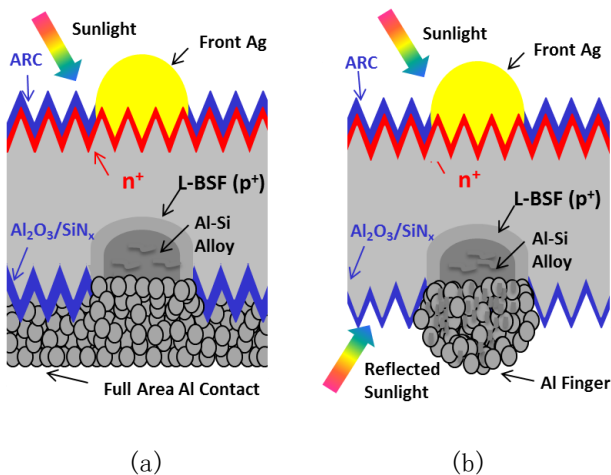 Sunlight
Front Ag
ARC
n⁺
L-BSF (p⁺)
Al₂O₃/SiNₓ
Al-Si
Alloy
Full Area Al Contact
(a)
Sunlight
Front Ag
ARC
n⁺
L-BSF (p⁺)
Al₂O₃/SiNₓ
Al-Si
Alloy
Reflected
Sunlight
Al Finger
(b)